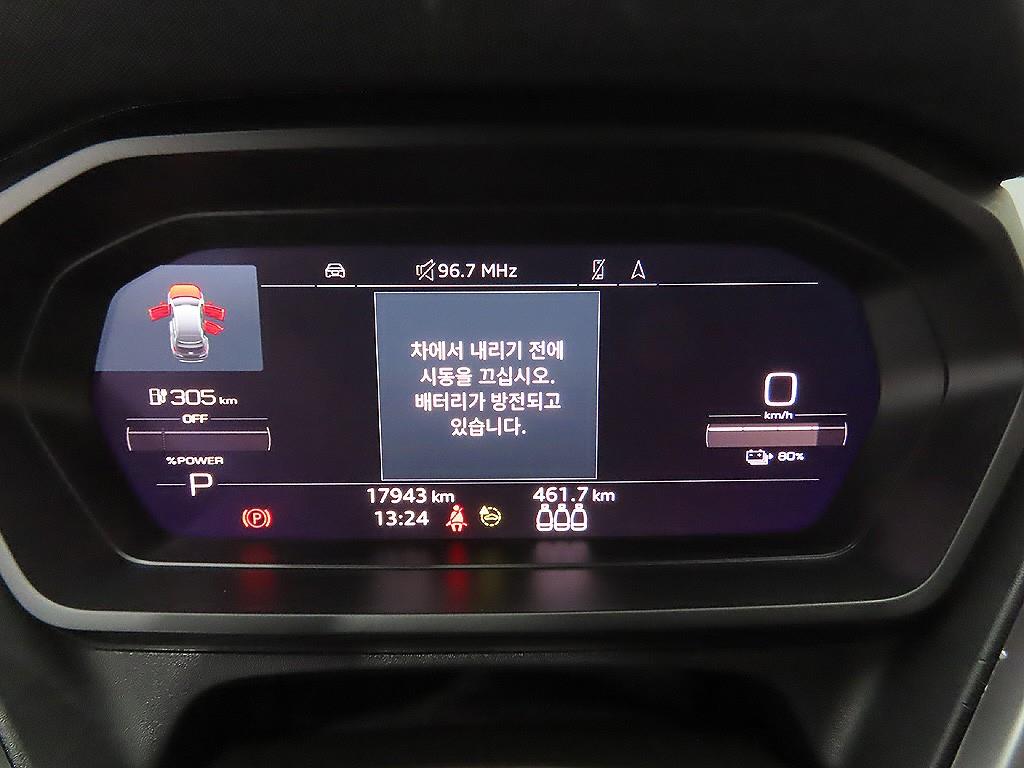 96.7 MHz
차에서 내리기 전에
시동을 끄십시오.
배터리가 방전되고
있습니다.
305 km
OFF
%POWER
P
0
km/h
80%
17943 km
461.7 km
(P)
13:24